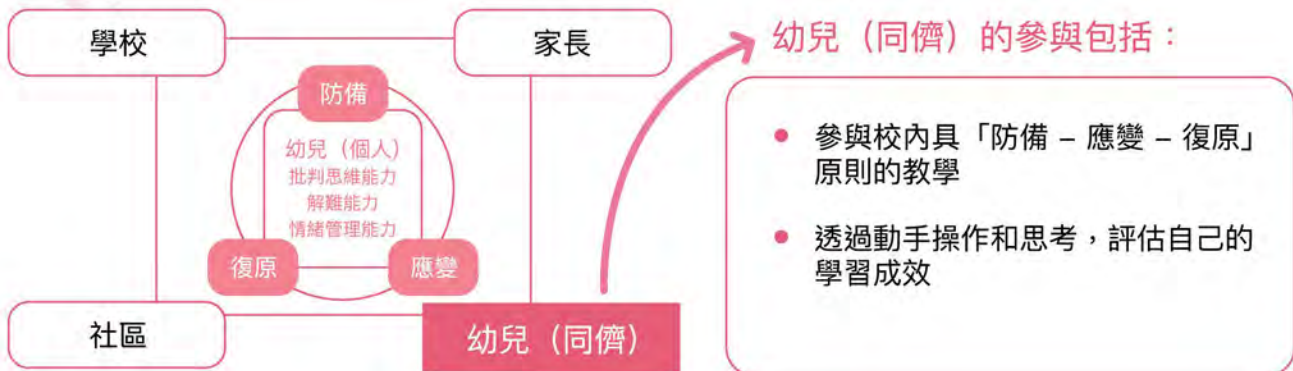 學校
家長
防備
幼兒（個人）
批判思維能力
解難能力
情緒管理能力
復原
應變
社區
幼兒（同儕）
幼兒（同儕）的參與包括：
參與校內具「防備 – 應變 – 復原」
原則的教學
透過動手操作和思考，評估自己的
學習成效